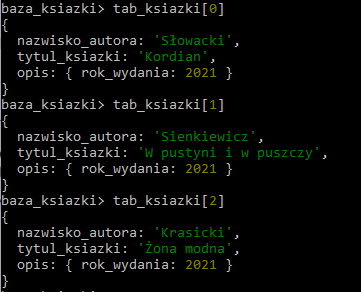 baza_ksiazki> tab_ksiazki[0]
{
  nazwisko_autora: 'Słowacki',
  tytul_ksiazki: 'Kordian',
  opis: { rok_wydania: 2021 }
}
baza_ksiazki> tab_ksiazki[1]
{
  nazwisko_autora: 'Sienkiewicz',
  tytul_ksiazki: 'W pustyni i w puszczy',
  opis: { rok_wydania: 2021 }
}
baza_ksiazki> tab_ksiazki[2]
{
  nazwisko_autora: 'Krasicki',
  tytul_ksiazki: 'Żona modna',
  opis: { rok_wydania: 2021 }
}